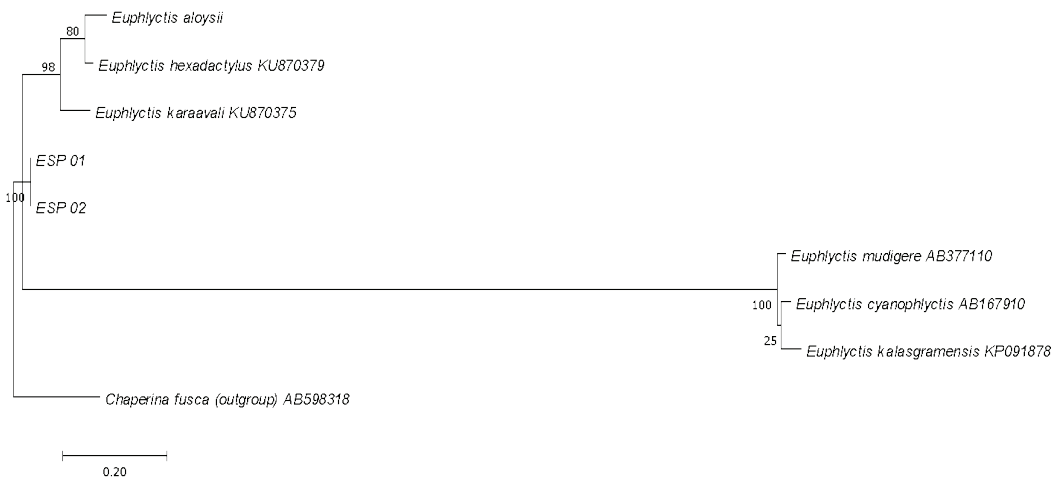 Euphlyctis aloysii
80
98
Euphlyctis hexadactylus KU870379
Euphlyctis karaavali KU870375
ESP 01
100
ESP 02
Euphlyctis mudigere AB377110
100
Euphlyctis cyanophlyctis AB167910
25
Euphlyctis kalasgramensis KP091878
Chaperina fusca (outgroup) AB598318
0.20